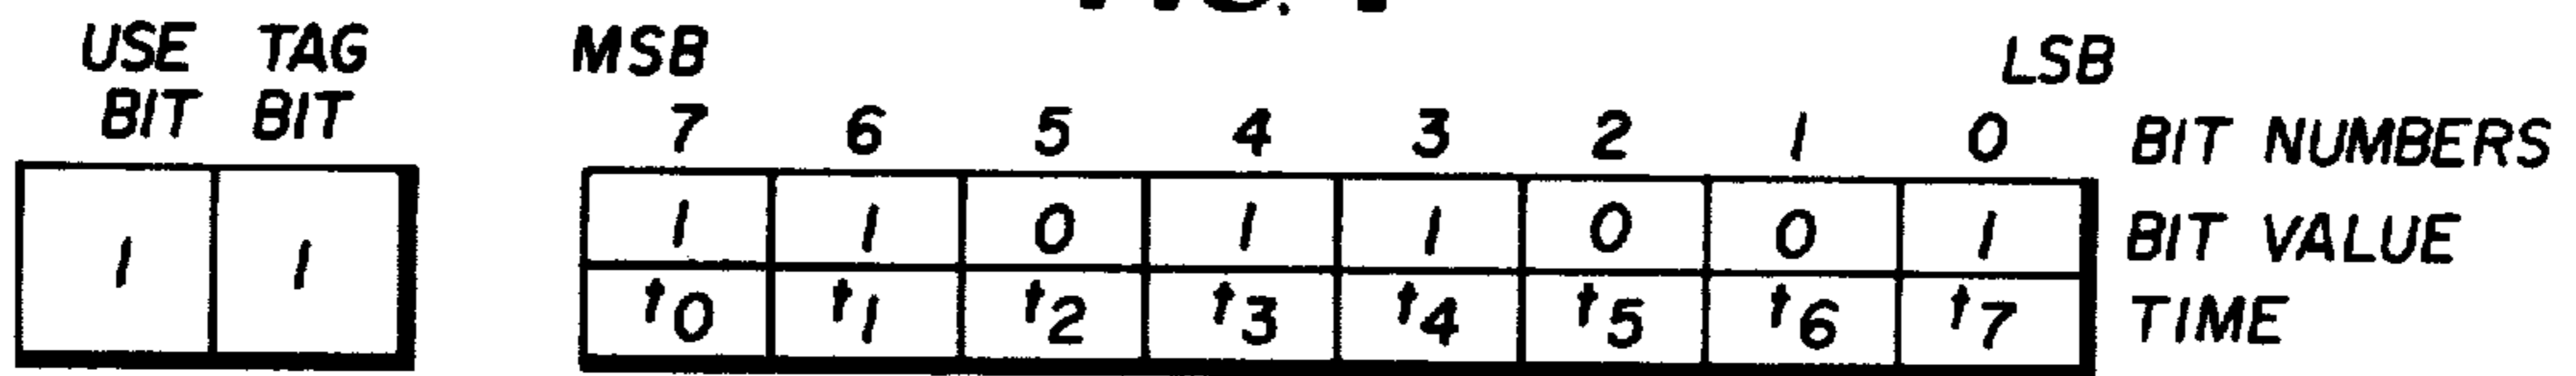 USE TAG MSB LSB
BIT BIT 7 6 5 4 3 2 1 0 BIT NUMBERS
1 1 1 1 0 1 1 0 0 1 BIT VALUE
t0 t1 t2 t3 t4 t5 t6 t7 TIME